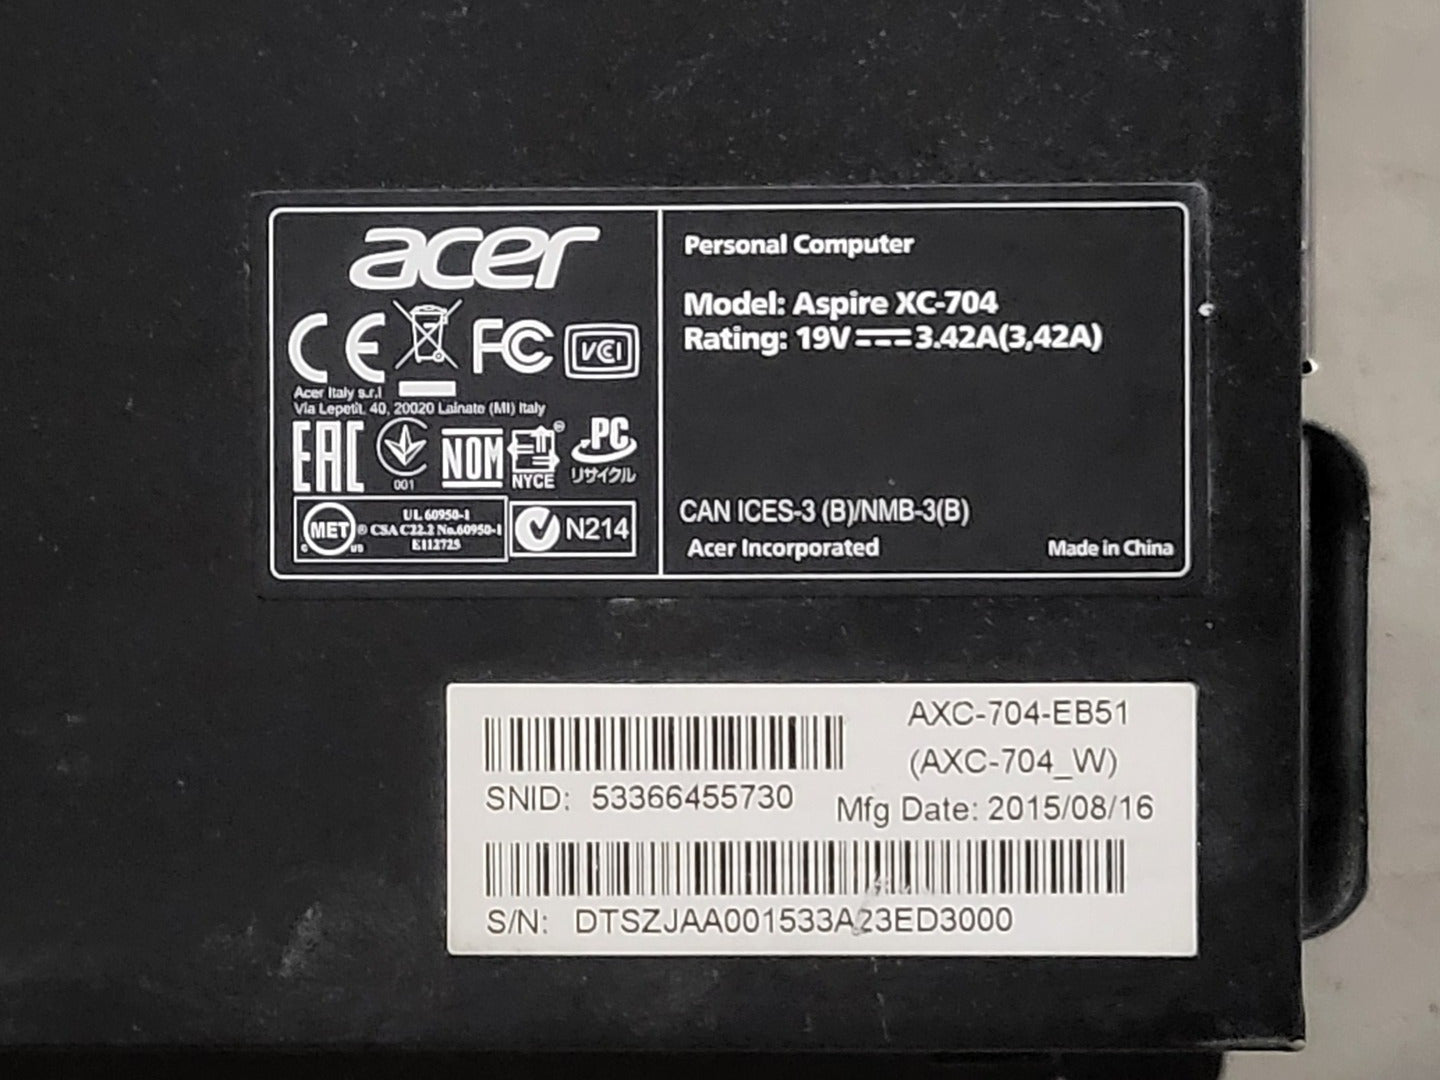 acer
Personal Computer
Model: Aspire XC-704
Rating: 19V 3.42A(3,42A)
CE FC VCI
Acer Italy s.r.l
Via Lepetit, 40, 20020 Lainate (MI) Italy
EAC 001 NOM NYCE PC リサイクル
MET C US ®
UL 60950-1
CSA C22.2 No.60950-1
E112725
N214
CAN ICES-3 (B)/NMB-3(B)
Acer Incorporated
Made in China
AXC-704-EB51
(AXC-704_W)
SNID: 53366455730
Mfg Date: 2015/08/16
S/N: DTSZJAA001533A23ED3000